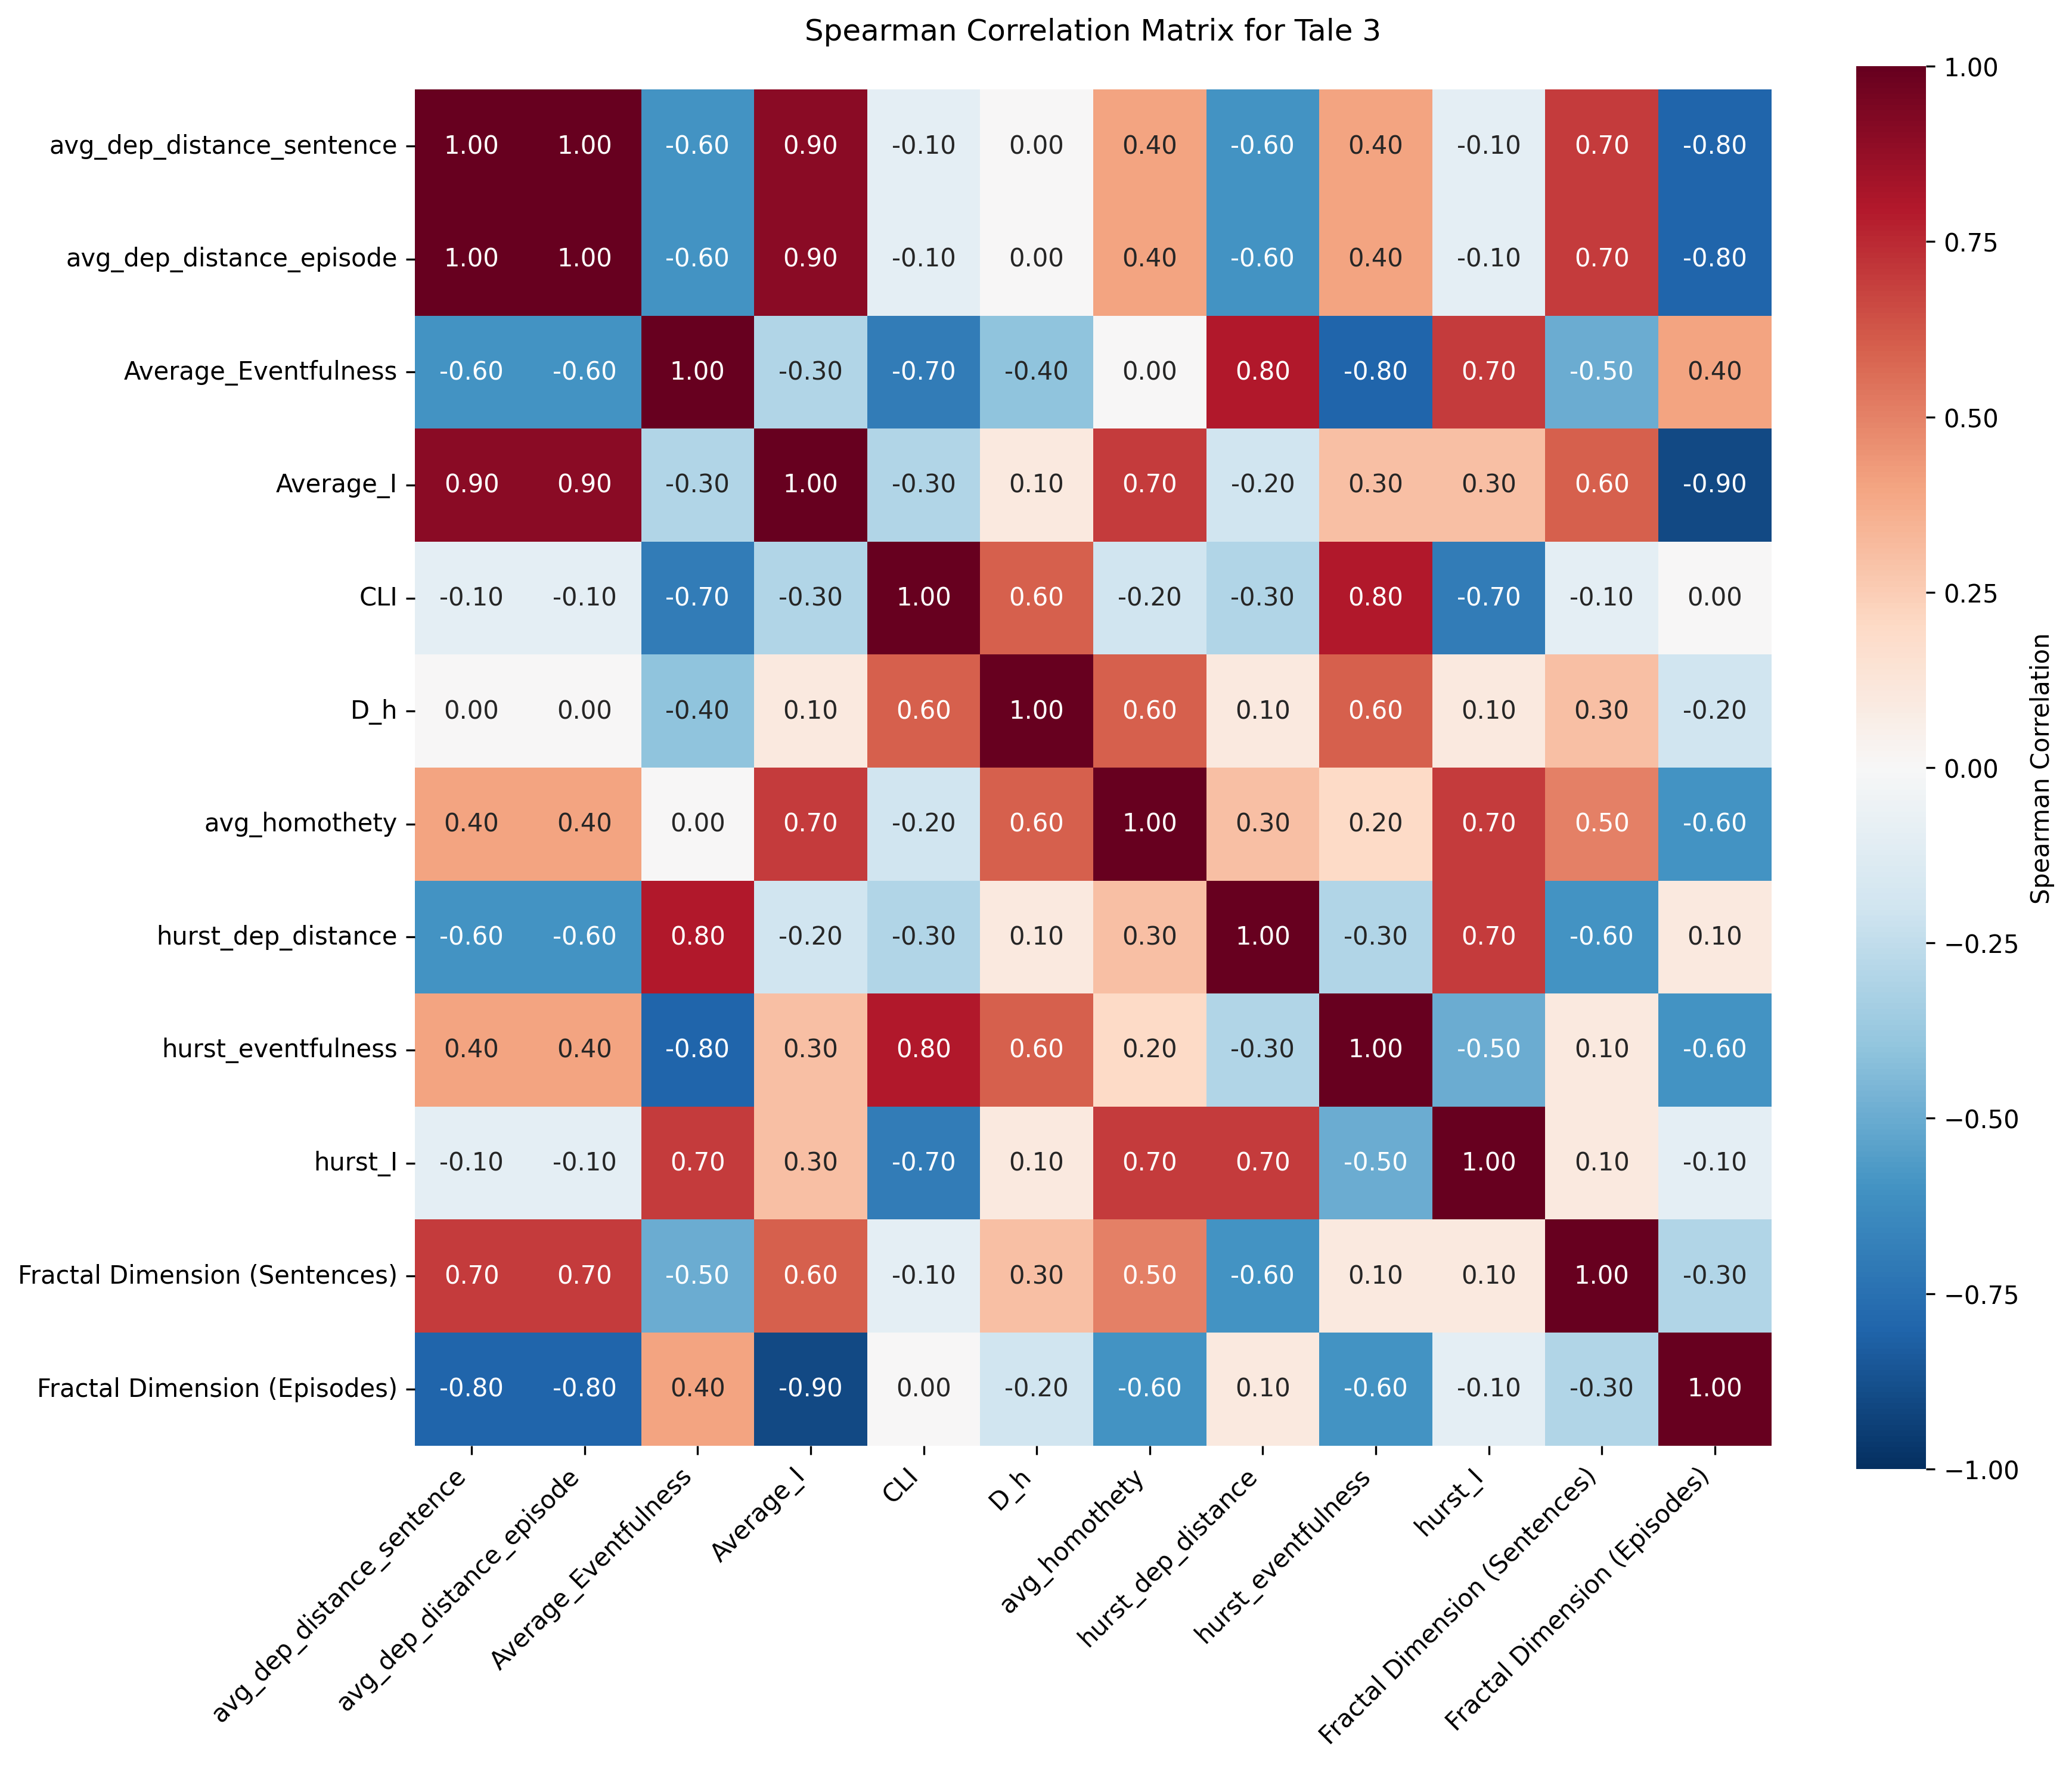 Spearman Correlation Matrix for Tale 3
avg_dep_distance_sentence 1.00 1.00 -0.60 0.90 -0.10 0.00 0.40 -0.60 0.40 -0.10 0.70 -0.80
avg_dep_distance_episode 1.00 1.00 -0.60 0.90 -0.10 0.00 0.40 -0.60 0.40 -0.10 0.70 -0.80
Average_Eventfulness -0.60 -0.60 1.00 -0.30 -0.70 -0.40 0.00 0.80 -0.80 0.70 -0.50 0.40
Average_I 0.90 0.90 -0.30 1.00 -0.30 0.10 0.70 -0.20 0.30 0.30 0.60 -0.90
CLI -0.10 -0.10 -0.70 -0.30 1.00 0.60 -0.20 -0.30 0.80 -0.70 -0.10 0.00
D_h 0.00 0.00 -0.40 0.10 0.60 1.00 0.60 0.10 0.60 0.10 0.30 -0.20
avg_homothety 0.40 0.40 0.00 0.70 -0.20 0.60 1.00 0.30 0.20 0.70 0.50 -0.60
hurst_dep_distance -0.60 -0.60 0.80 -0.20 -0.30 0.10 0.30 1.00 -0.30 0.70 -0.60 0.10
hurst_eventfulness 0.40 0.40 -0.80 0.30 0.80 0.60 0.20 -0.30 1.00 -0.50 0.10 -0.60
hurst_I -0.10 -0.10 0.70 0.30 -0.70 0.10 0.70 0.70 -0.50 1.00 0.10 -0.10
Fractal Dimension (Sentences) 0.70 0.70 -0.50 0.60 -0.10 0.30 0.50 -0.60 0.10 0.10 1.00 -0.30
Fractal Dimension (Episodes) -0.80 -0.80 0.40 -0.90 0.00 -0.20 -0.60 0.10 -0.60 -0.10 -0.30 1.00
avg_dep_distance_sentence
avg_dep_distance_episode
Average_Eventfulness
Average_I
CLI
D_h
avg_homothety
hurst_dep_distance
hurst_eventfulness
hurst_I
Fractal Dimension (Sentences)
Fractal Dimension (Episodes)
1.00
0.75
0.50
0.25
0.00
−0.25
−0.50
−0.75
−1.00
Spearman Correlation